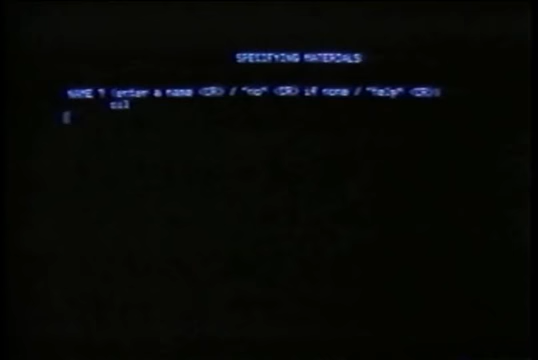 SPECIFYING MATERIALS
NAME ? (enter a name <CR> / "no" <CR> if none / "help" <CR>)
oil